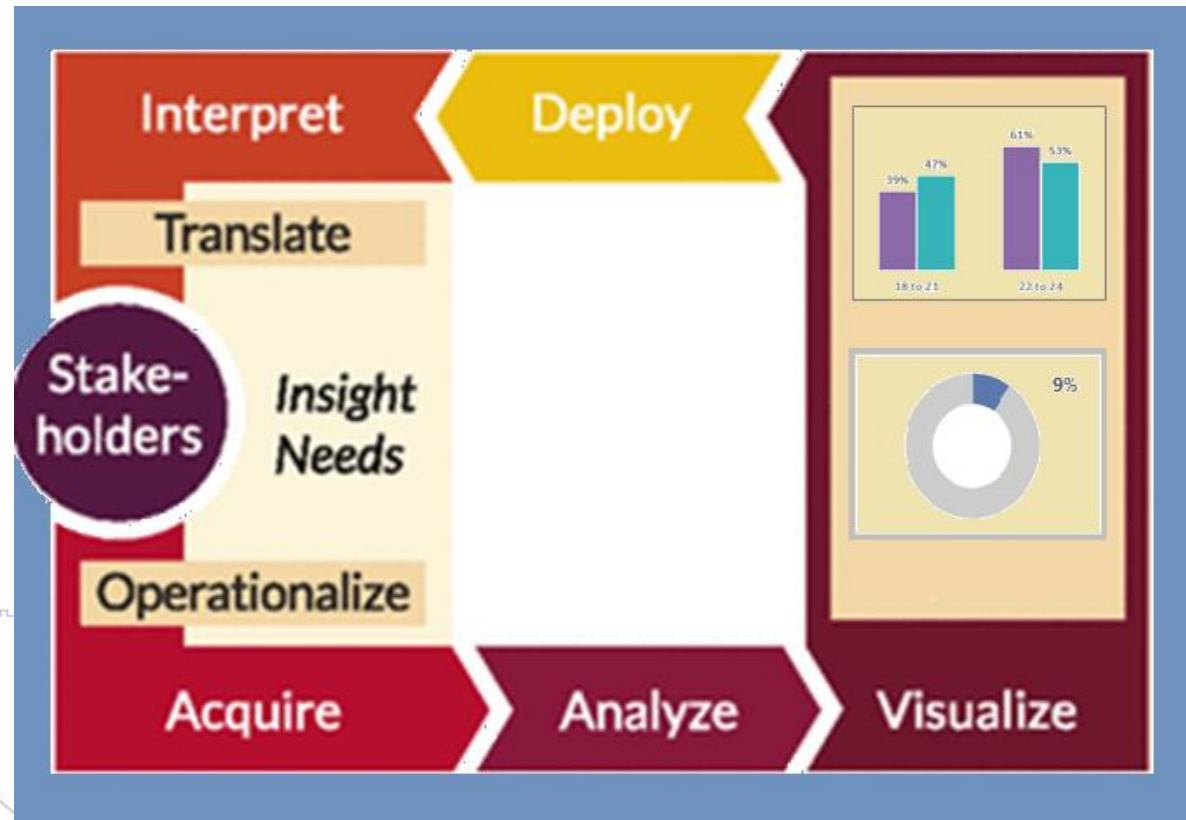 Interpret
Deploy
61%
53%
47%
39%
18 to 21
22 to 24
Translate
Stake-
holders
Insight
Needs
9%
Operationalize
Acquire
Analyze
Visualize